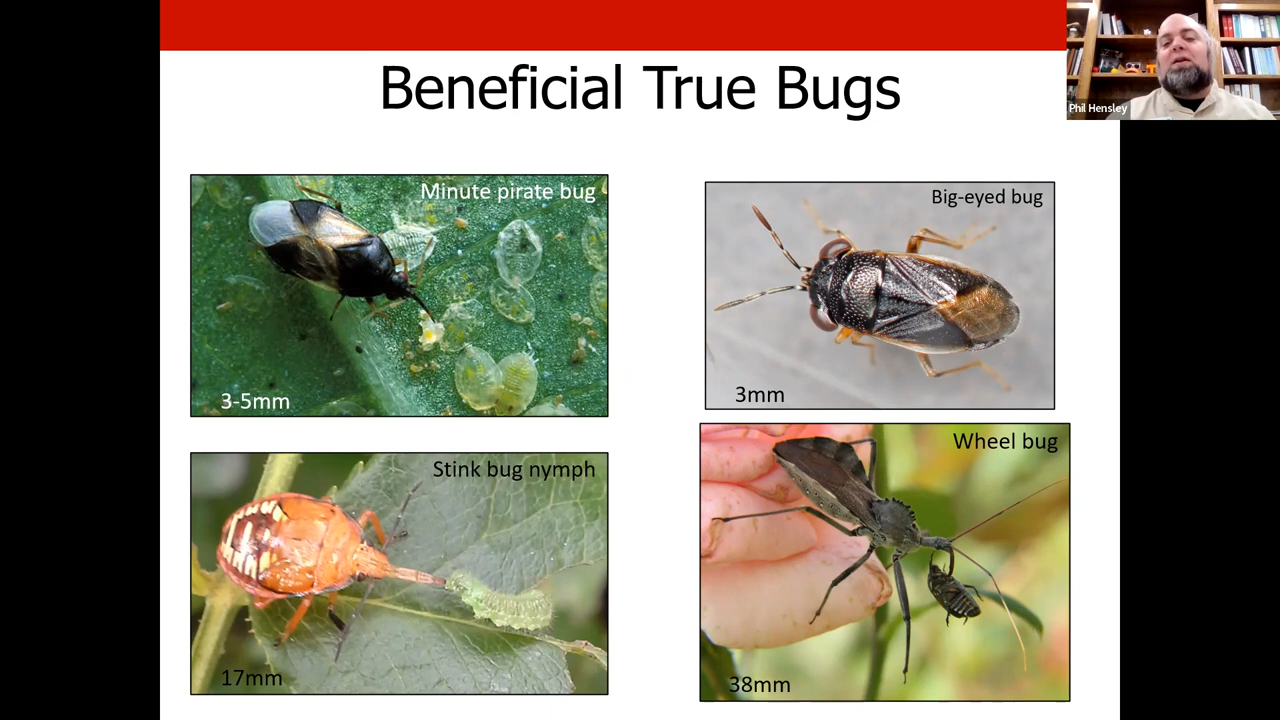 Beneficial True Bugs
Phil Hensley
Minute pirate bug
3-5mm
Big-eyed bug
3mm
Stink bug nymph
17mm
Wheel bug
38mm